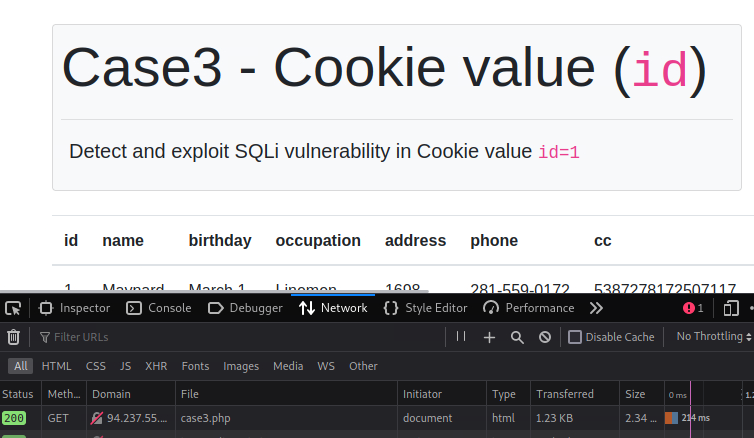 Case3 - Cookie value (id)
Detect and exploit SQLi vulnerability in Cookie value id=1
id name birthday occupation address phone cc
1 Maynard March 1 Linemen 1698 281-559-0172 5387278172507117
Inspector Console Debugger Network Style Editor Performance 1
Filter URLs Disable Cache No Throttling
All HTML CSS JS XHR Fonts Images Media WS Other
Status Meth... Domain File Initiator Type Transferred Size 0 ms
200 GET 94.237.55.... case3.php document html 1.23 KB 2.34 ... 214 ms